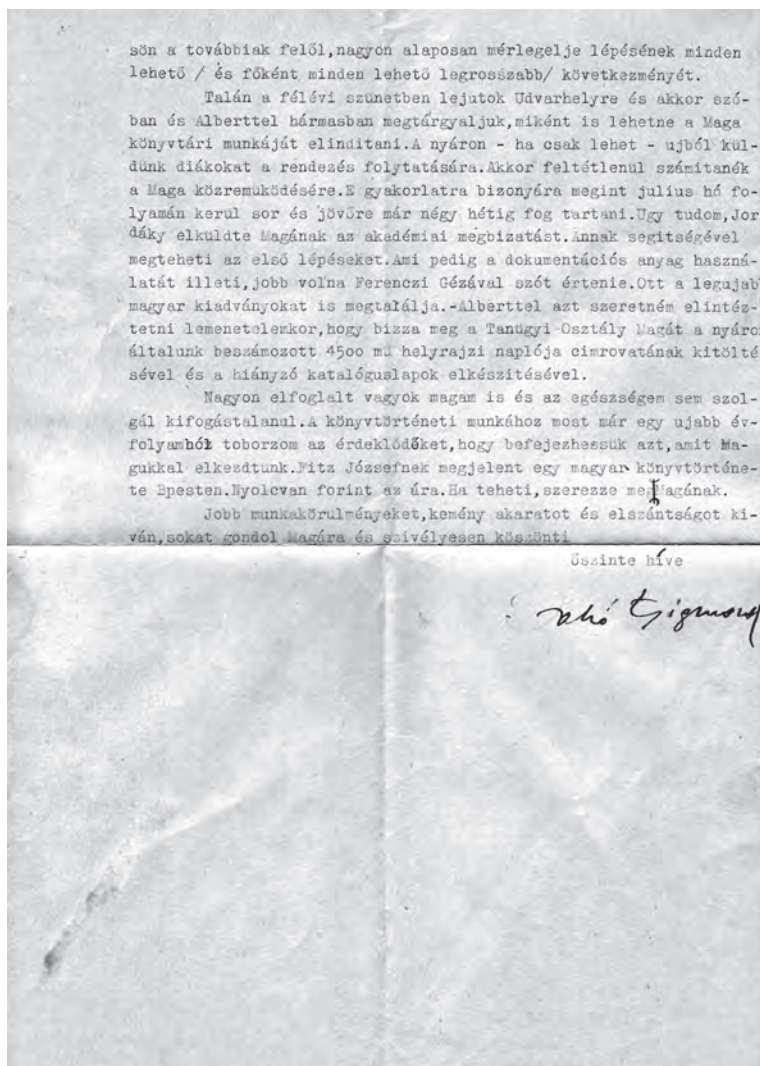 sön a továbbiak felől,nagyon alaposan mérlegelje lépésének minden
lehető / és főként minden lehető legrosszabb/ következményét.
Talán a félévi szünetben lejutok Udvarhelyre és akkor szó-
ban és Alberttel hármasban megtárgyaljuk,miként is lehetne a Maga
könyvtári munkáját elinditani.A nyáron - ha csak lehet - ujból kül-
dünk diákokat a rendezés folytatására.Akkor feltétlenül számitanék
a Maga közremüködésére.E gyakorlatra bizonyára megint julius hó fo-
lyamán kerül sor és jövőre már négy hétig fog tartani.Ugy tudom,Jor
dáky elküldte Magának az akadémiai megbizatást.Annak segitségével
megteheti az első lépéseket.Ami pedig a dokumentációs anyag haszná-
latát illeti,jobb volna Ferenczi Gézával szót értenie.Ott a legujab
magyar kiadványokat is megtalálja.-Alberttel azt szeretném elintéz-
tetni lemenetelemkor,hogy bizza meg a Tanügyi Osztály Magát a nyáro
általunk beszámozott 4500 mü helyrajzi naplója cimrovatának kitölté
sével és a hiányzó katalóguslapok elkészitésével.
Nagyon elfoglalt vagyok magam is és az egészségem sem szol-
gál kifogástalanul.A könyvtörténeti munkához most már egy ujabb év-
folyamból toborzom az érdeklődőket,hogy befejezhessük azt,amit Ma-
gukkal elkezdtünk.Fitz Józsefnek megjelent egy magyar könyvtörténe-
te Bpesten.Nyolcvan forint az ára.Ha teheti,szerezze meg Magának.
Jobb munkakörülményeket,kemény akaratot és elszántságot ki-
ván,sokat gondol Magára és szivélyesen köszönti
őszinte híve
Jakó Zsigmond